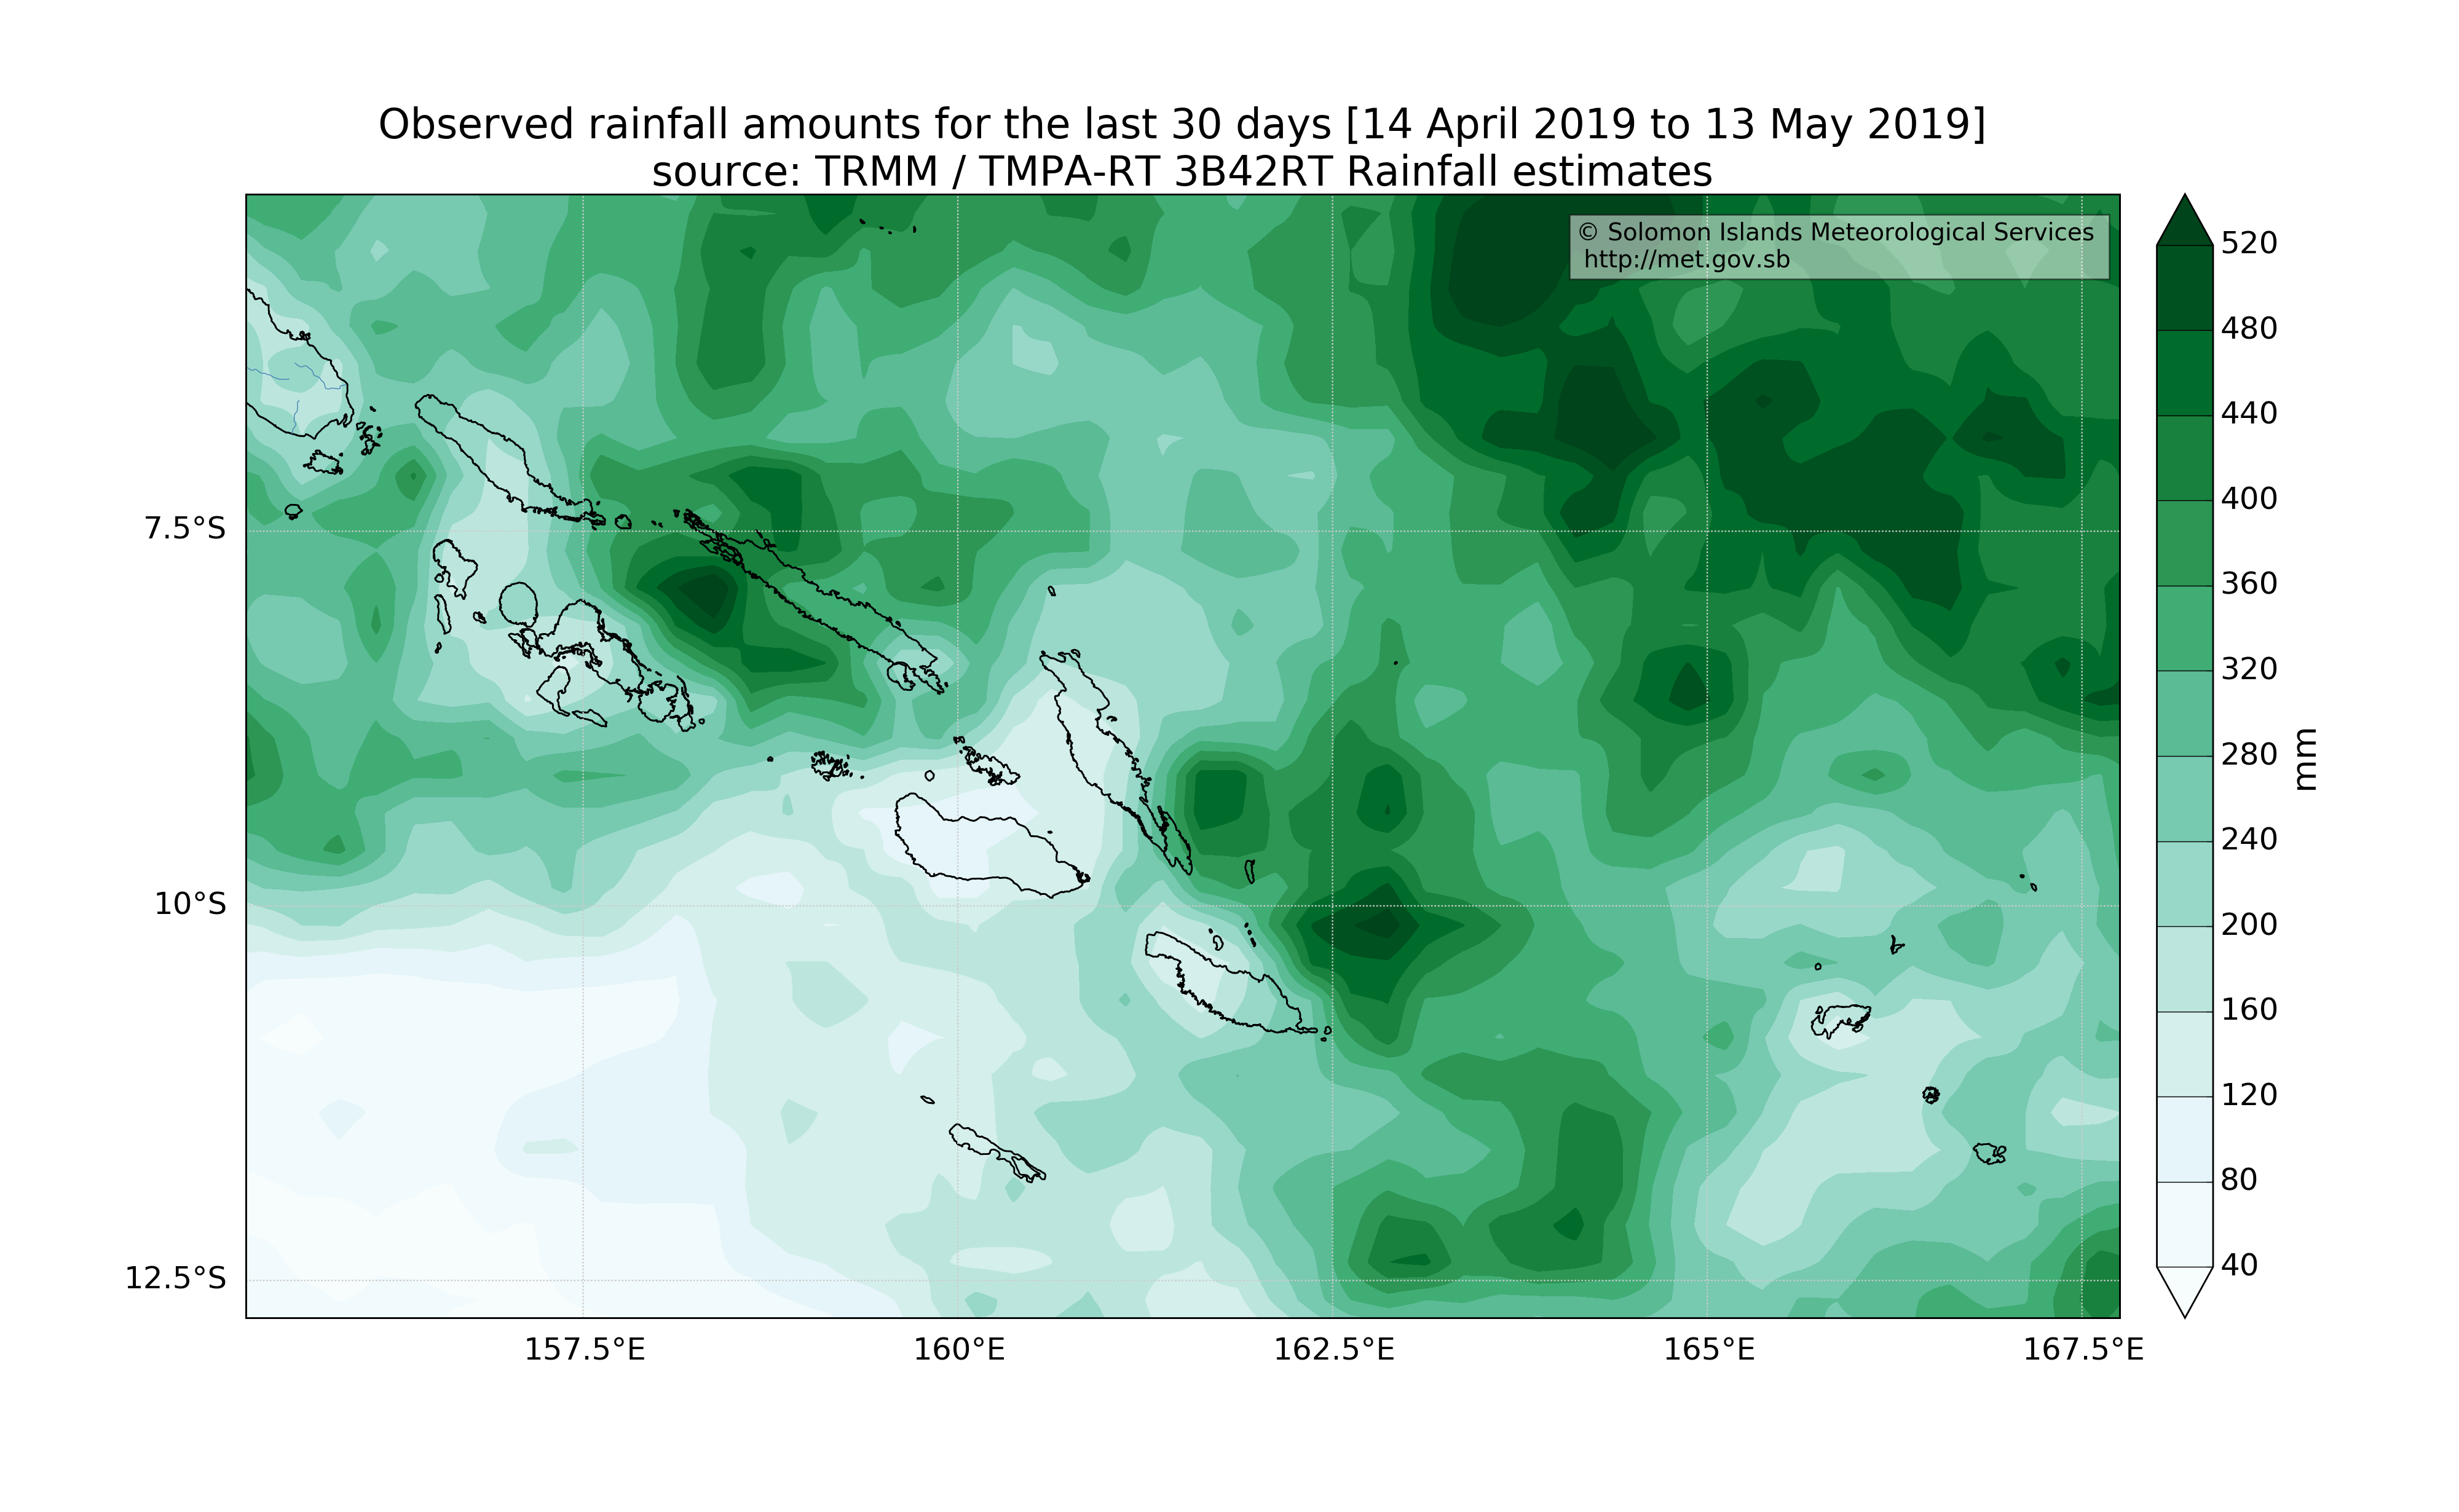 Observed rainfall amounts for the last 30 days [14 April 2019 to 13 May 2019]
source: TRMM / TMPA-RT 3B42RT Rainfall estimates
© Solomon Islands Meteorological Services
http://met.gov.sb
520
480
440
400
360
320
280
240
200
160
120
80
40
mm
7.5°S
10°S
12.5°S
157.5°E
160°E
162.5°E
165°E
167.5°E